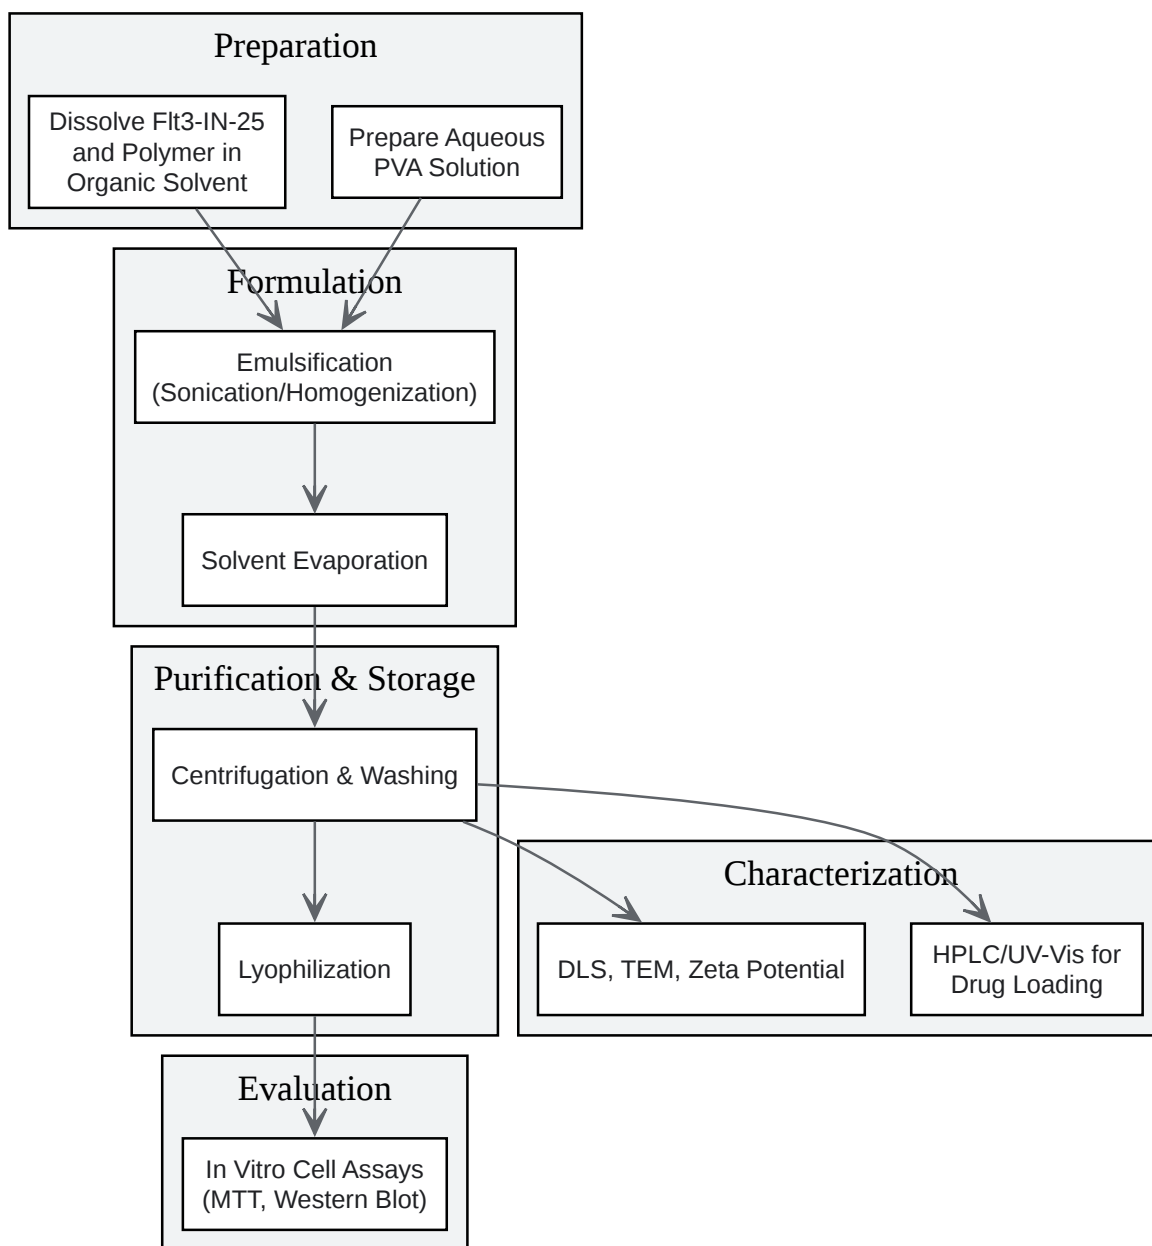 Preparation
Dissolve Flt3-IN-25
and Polymer in
Organic Solvent
Prepare Aqueous
PVA Solution
Formulation
Emulsification
(Sonication/Homogenization)
Solvent Evaporation
Purification & Storage
Centrifugation & Washing
Lyophilization
Characterization
DLS, TEM, Zeta Potential
HPLC/UV-Vis for
Drug Loading
Evaluation
In Vitro Cell Assays
(MTT, Western Blot)